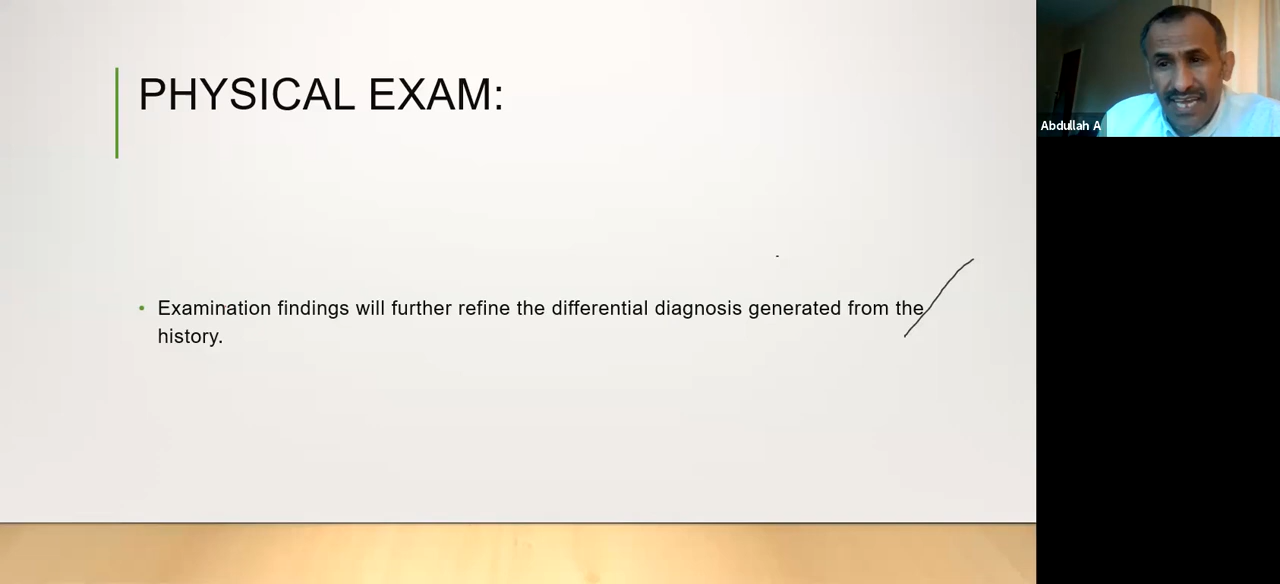 PHYSICAL EXAM:
• Examination findings will further refine the differential diagnosis generated from the
history.
Abdullah A